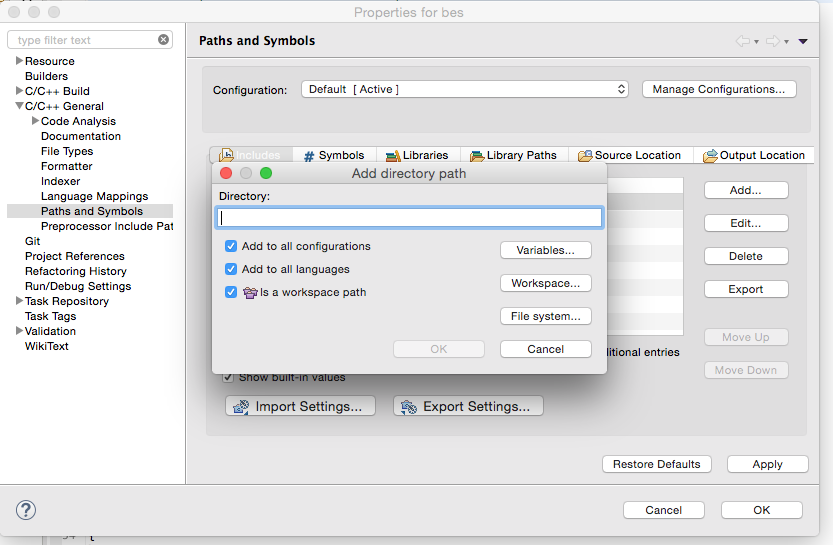 Properties for bes
type filter text
Resource
Builders
C/C++ Build
C/C++ General
Code Analysis
Documentation
File Types
Formatter
Indexer
Language Mappings
Paths and Symbols
Preprocessor Include Pat
Git
Project References
Refactoring History
Run/Debug Settings
Task Repository
Task Tags
Validation
WikiText
Paths and Symbols
Configuration: Default [ Active ] Manage Configurations...
Includes # Symbols Libraries Library Paths Source Location Output Location
Add directory path
Directory:
Add to all configurations
Add to all languages
Is a workspace path
Variables...
Workspace...
File system...
OK Cancel
Add...
Edit...
Delete
Export
Move Up
Move Down
ditional entries
Show built-in values
Import Settings... Export Settings...
Restore Defaults Apply
? Cancel OK